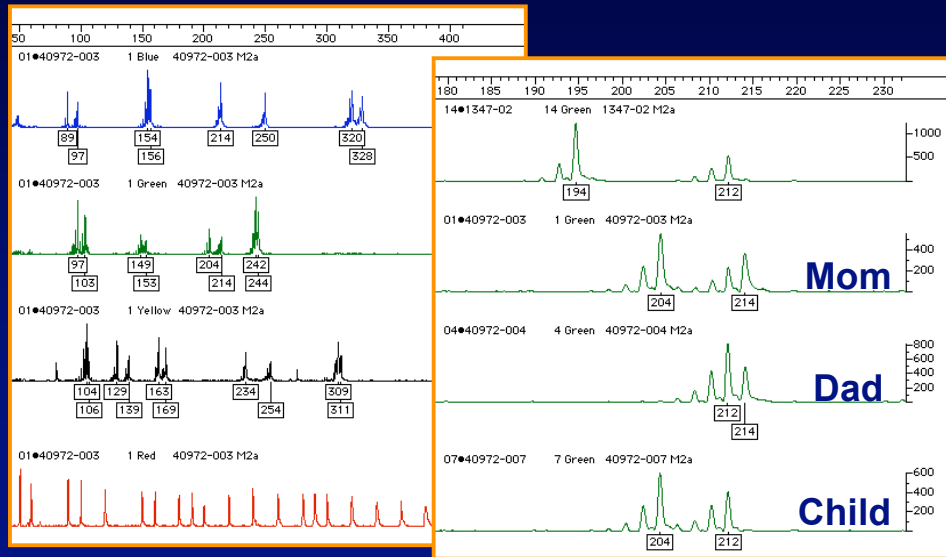 50 100 150 200 250 300 350 400
01●40972-003 1 Blue 40972-003 M2a
89 154 214 250 320
97 156 328
01●40972-003 1 Green 40972-003 M2a
97 149 204 242
103 153 214 244
01●40972-003 1 Yellow 40972-003 M2a
104 129 163 234 309
106 139 169 254 311
01●40972-003 1 Red 40972-003 M2a
180 185 190 195 200 205 210 215 220 225 230
14●1347-02 14 Green 1347-02 M2a
1000
500
194 212
01●40972-003 1 Green 40972-003 M2a
400
200
Mom
204 214
04●40972-004 4 Green 40972-004 M2a
800
600
400
200
Dad
212
214
07●40972-007 7 Green 40972-007 M2a
600
400
200
Child
204 212